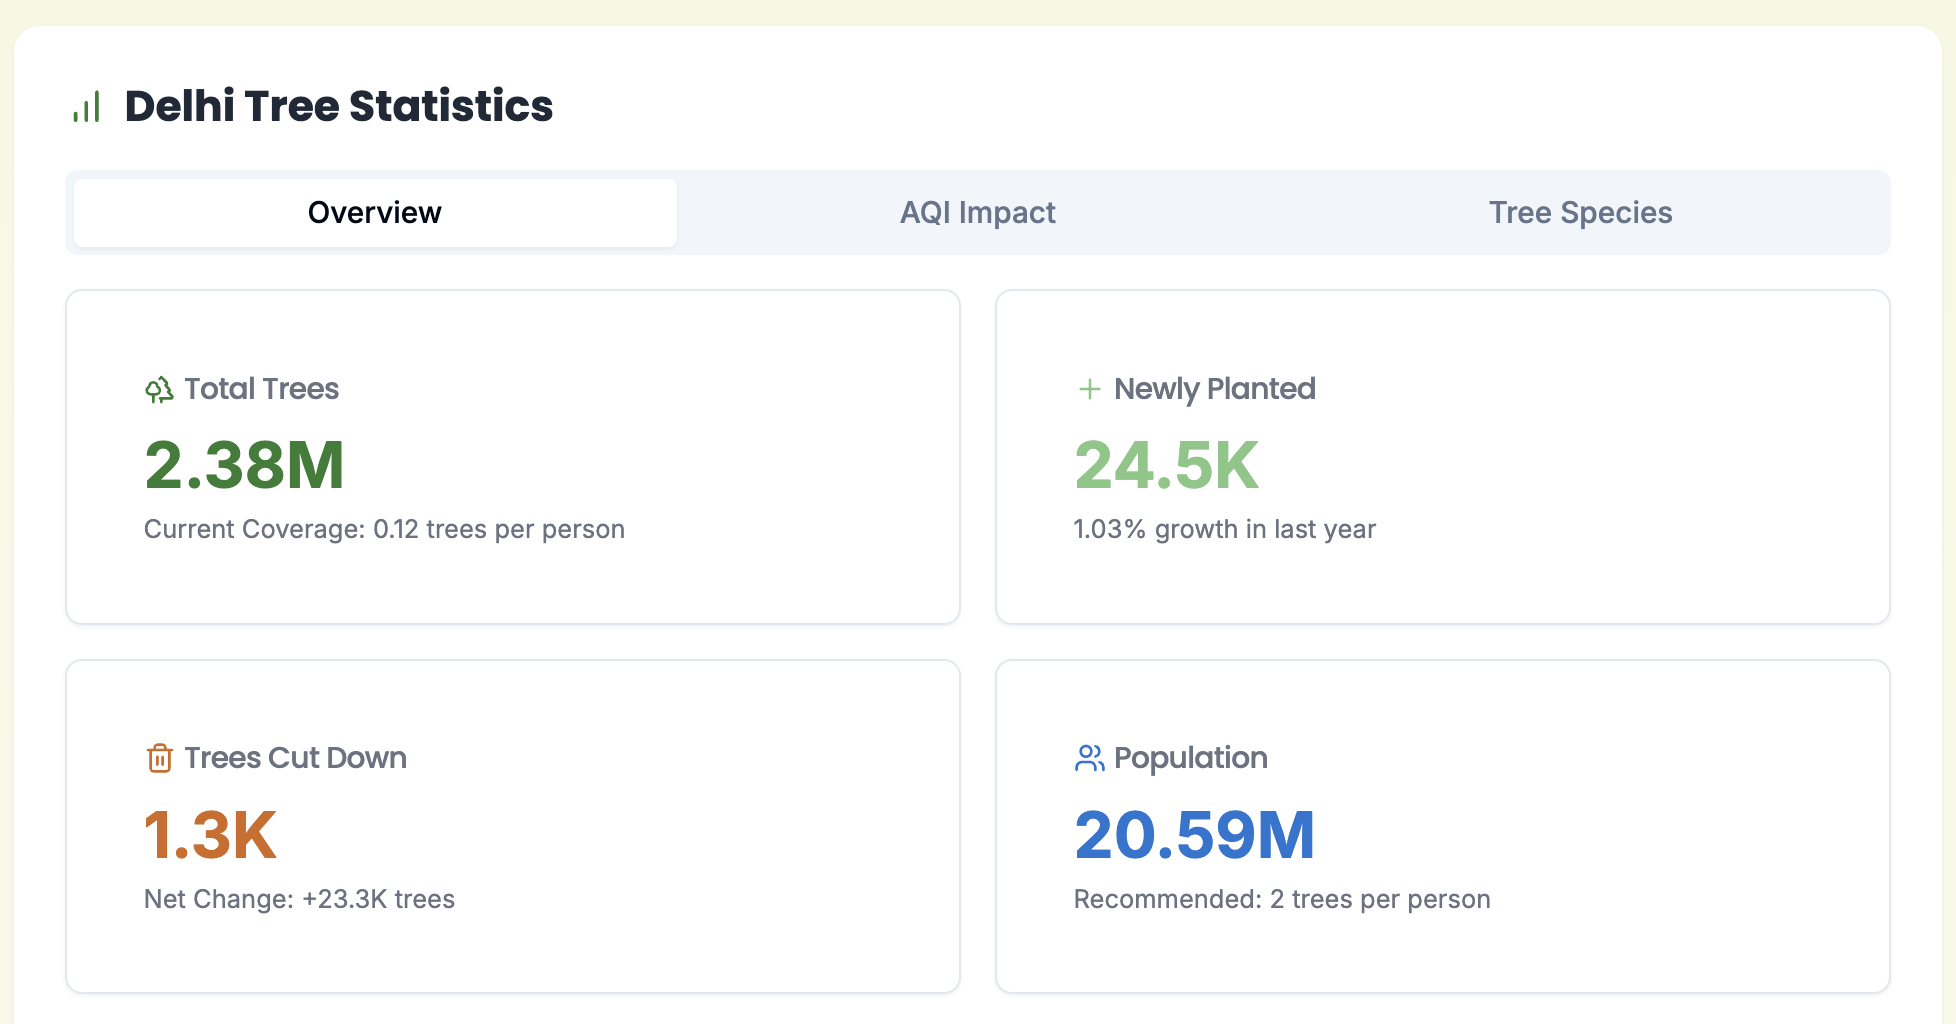 Delhi Tree Statistics
Overview
AQI Impact
Tree Species
Total Trees
2.38M
Current Coverage: 0.12 trees per person
Newly Planted
24.5K
1.03% growth in last year
Trees Cut Down
1.3K
Net Change: +23.3K trees
Population
20.59M
Recommended: 2 trees per person